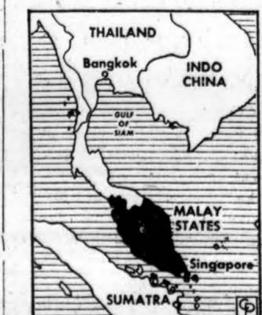 THAILAND
Bangkok
INDO
CHINA
GULF
OF
SIAM
MALAY
STATES
Singapore
SUMATRA
CP